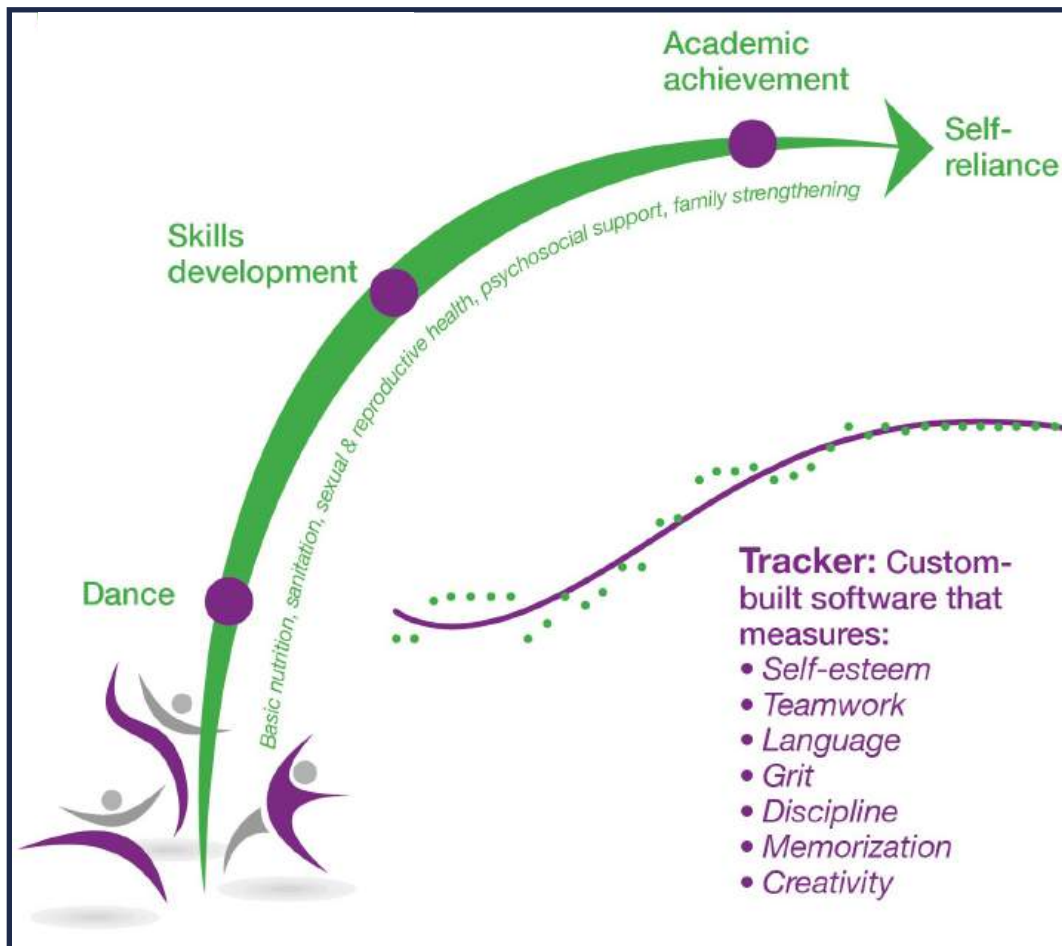 Academic
achievement
Self-
reliance
Skills
development
Basic nutrition, sanitation, sexual & reproductive health, psychosocial support, family strengthening
Dance
Tracker: Custom-
built software that
measures:
• Self-esteem
• Teamwork
• Language
• Grit
• Discipline
• Memorization
• Creativity